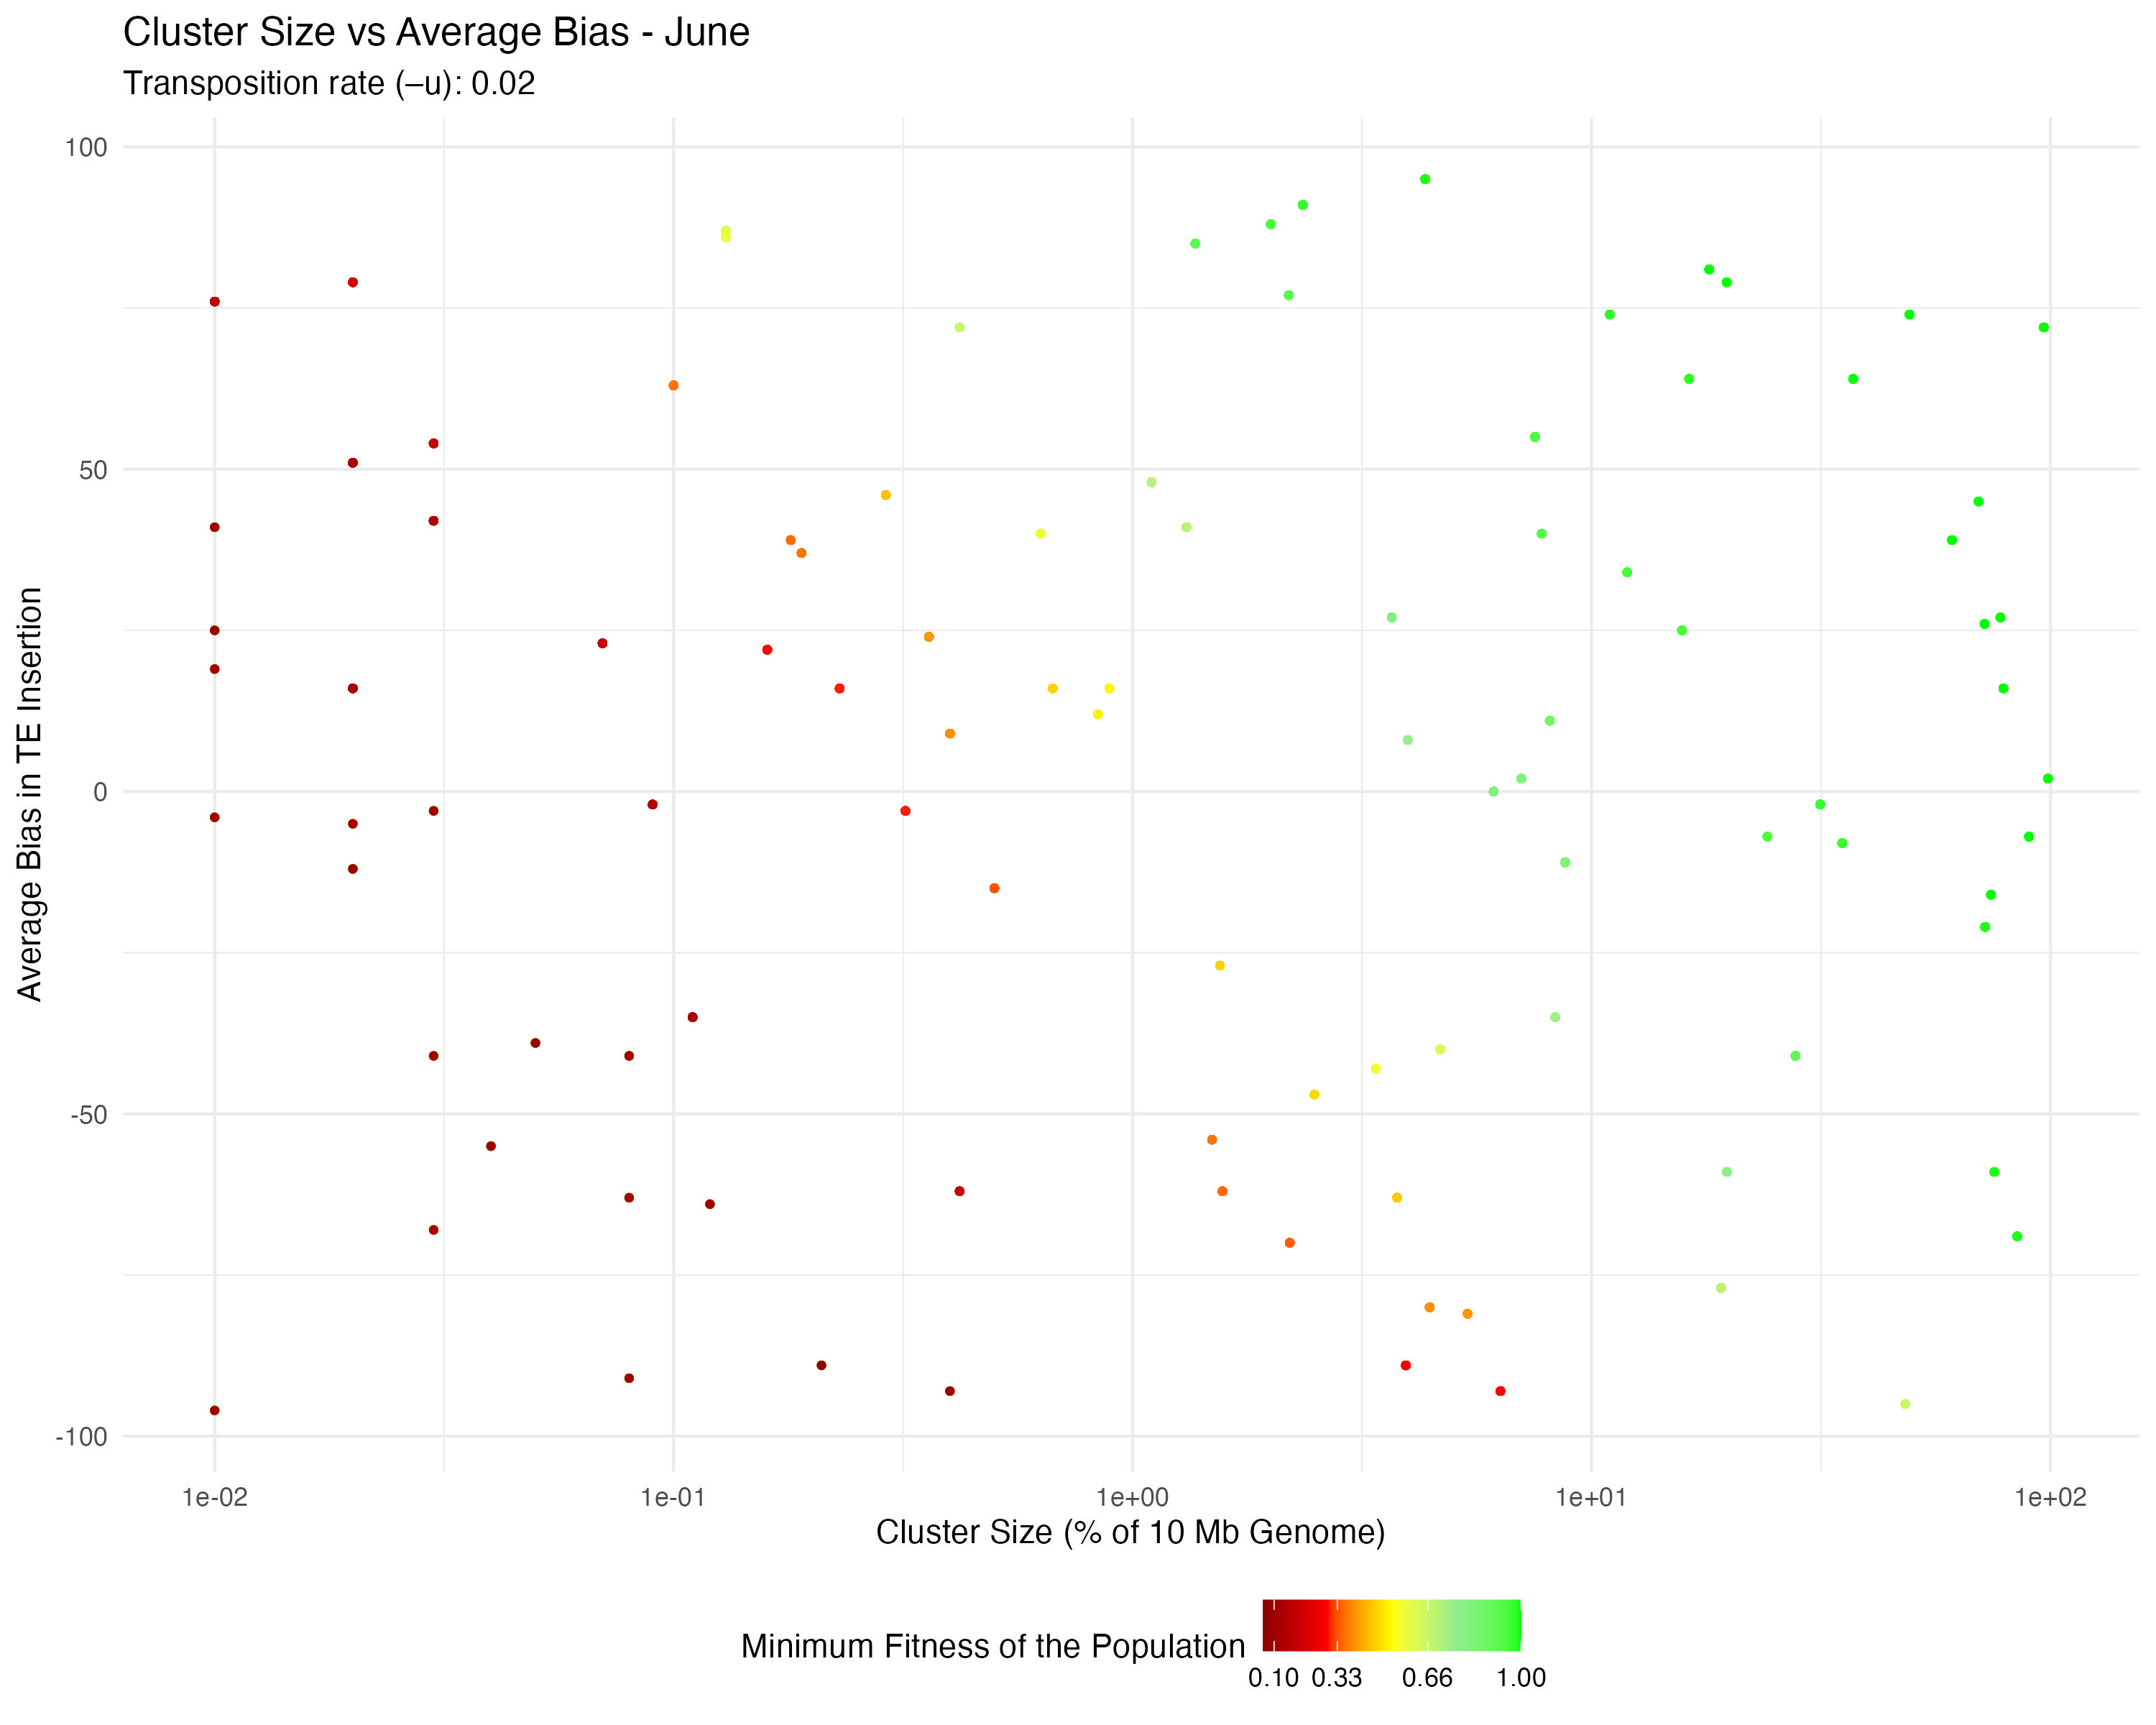 Cluster Size vs Average Bias - June
Transposition rate (−u): 0.02
Average Bias in TE Insertion
100
50
0
-50
-100
1e-02 1e-01 1e+00 1e+01 1e+02
Cluster Size (% of 10 Mb Genome)
Minimum Fitness of the Population
0.10 0.33 0.66 1.00